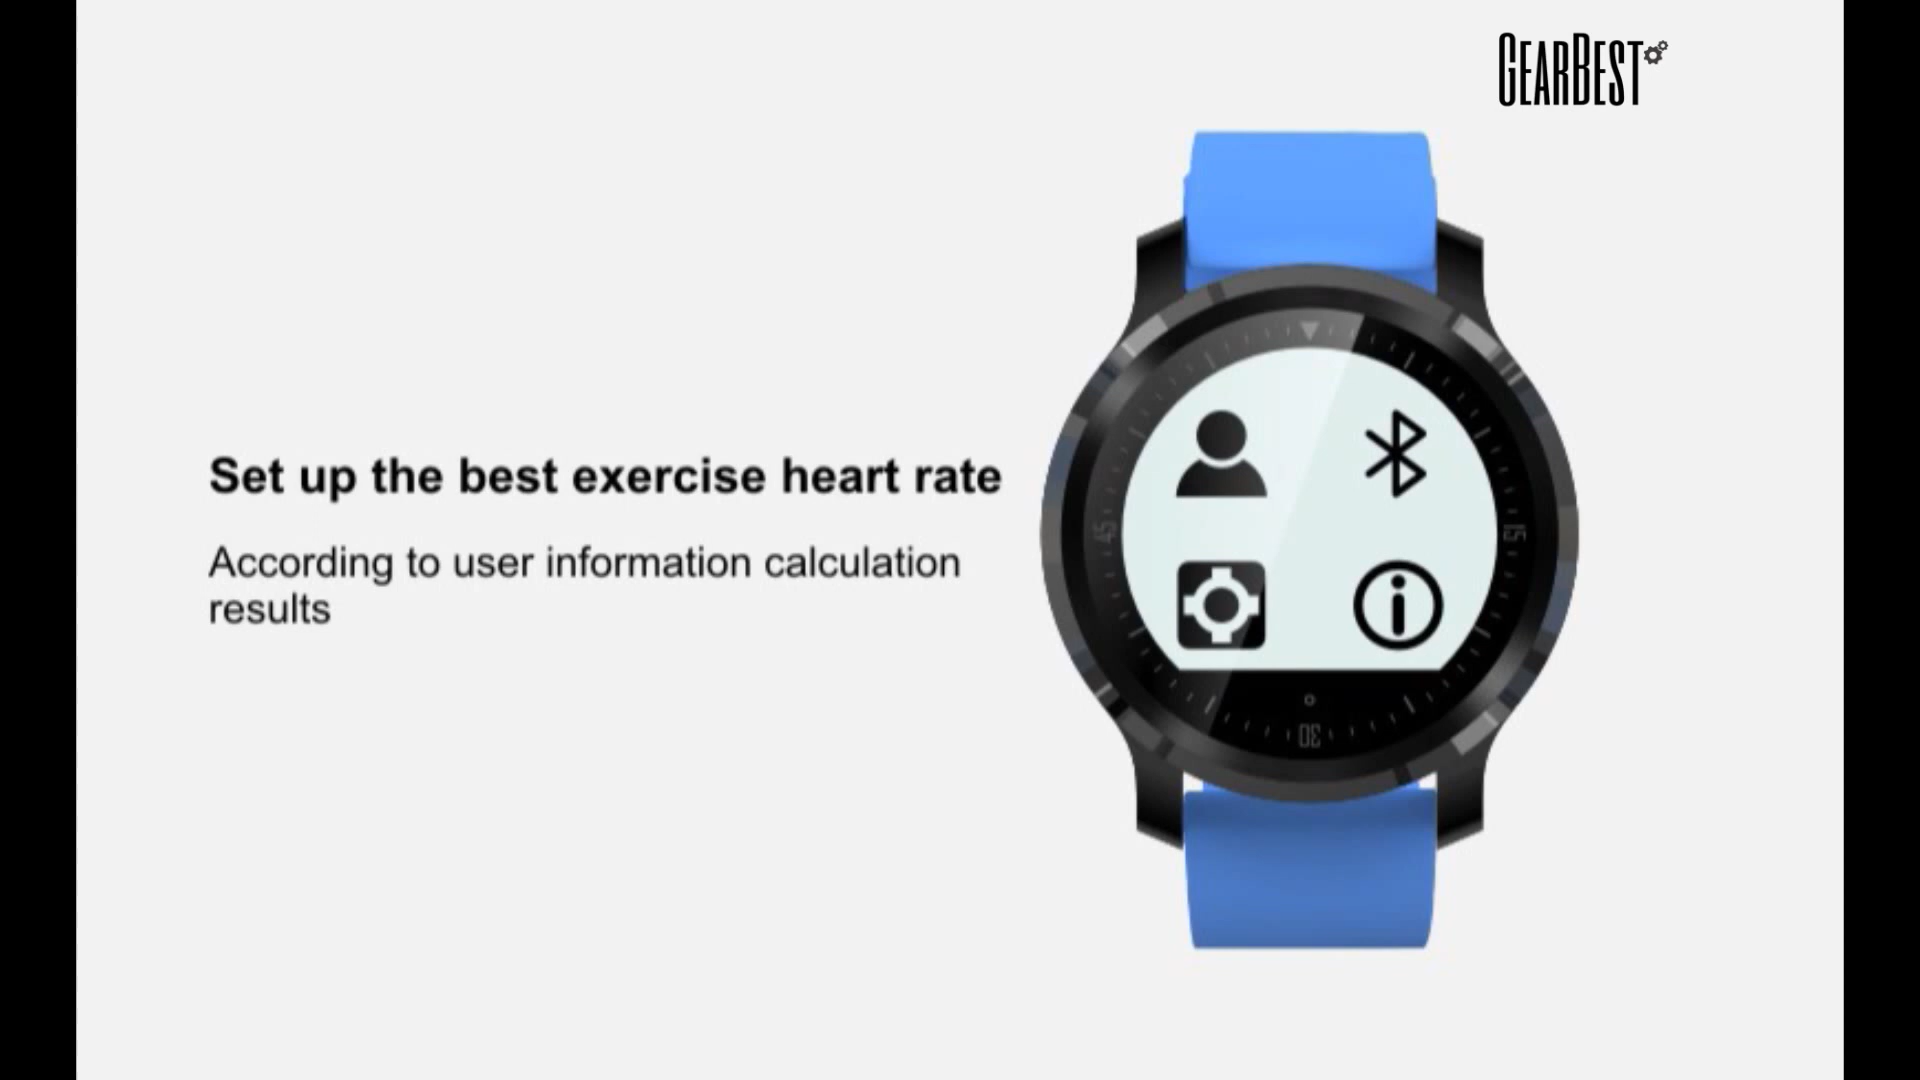 GEARBEST
Set up the best exercise heart rate
According to user information calculation
results
45
15
30